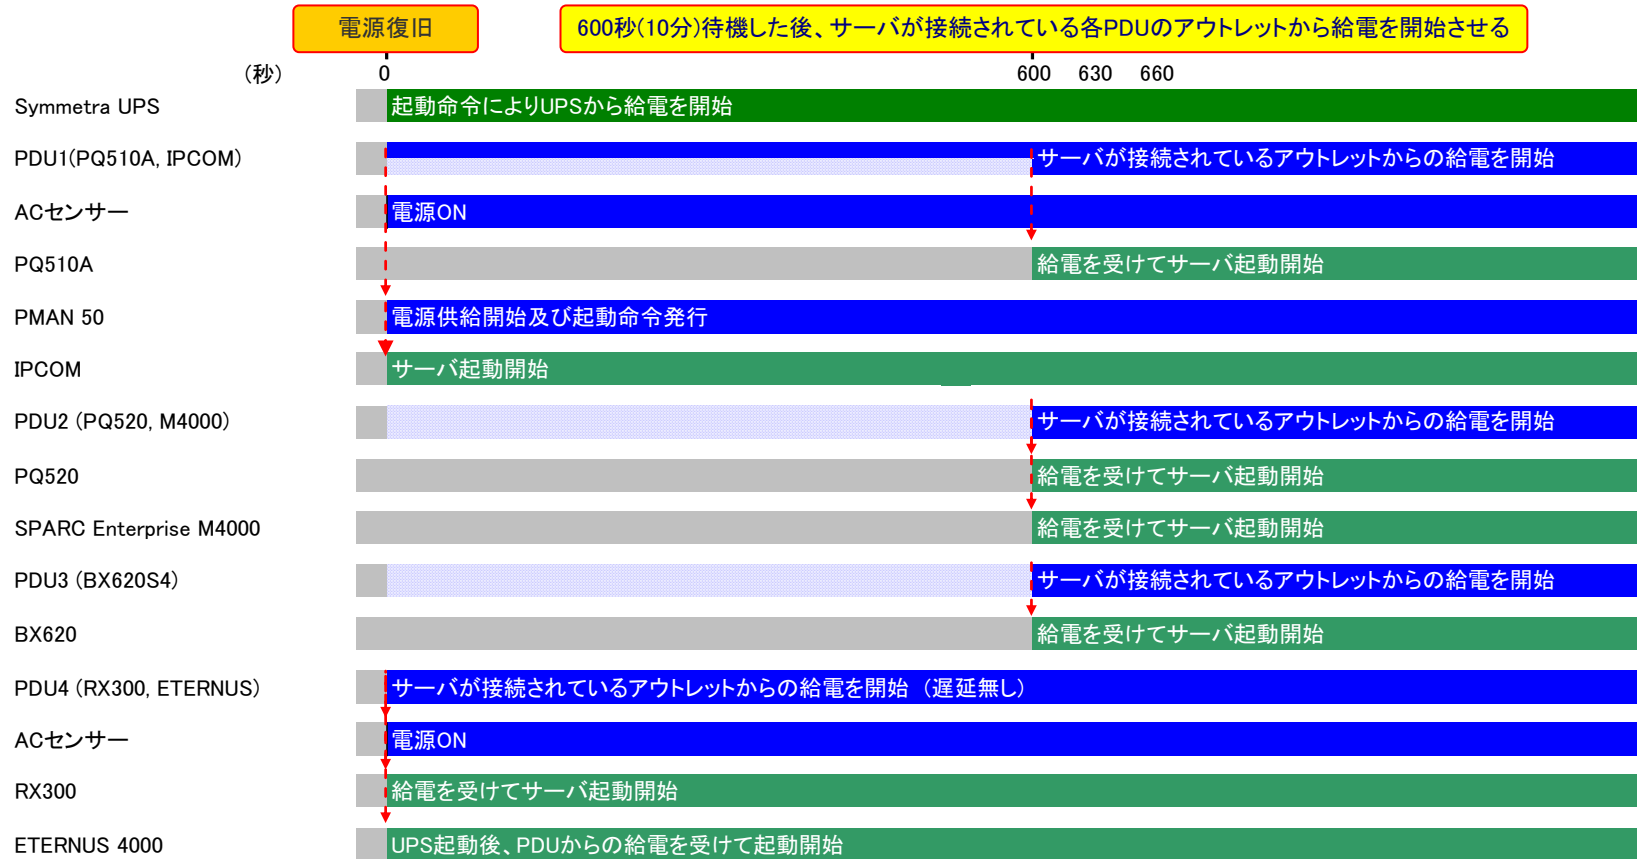 電源復旧
600秒(10分)待機した後、サーバが接続されている各PDUのアウトレットから給電を開始させる
(秒) 0 600 630 660
Symmetra UPS 起動命令によりUPSから給電を開始
PDU1(PQ510A, IPCOM) サーバが接続されているアウトレットからの給電を開始
ACセンサー 電源ON
PQ510A 給電を受けてサーバ起動開始
PMAN 50 電源供給開始及び起動命令発行
IPCOM サーバ起動開始
PDU2 (PQ520, M4000) サーバが接続されているアウトレットからの給電を開始
PQ520 給電を受けてサーバ起動開始
SPARC Enterprise M4000 給電を受けてサーバ起動開始
PDU3 (BX620S4) サーバが接続されているアウトレットからの給電を開始
BX620 給電を受けてサーバ起動開始
PDU4 (RX300, ETERNUS) サーバが接続されているアウトレットからの給電を開始 (遅延無し)
ACセンサー 電源ON
RX300 給電を受けてサーバ起動開始
ETERNUS 4000 UPS起動後、PDUからの給電を受けて起動開始